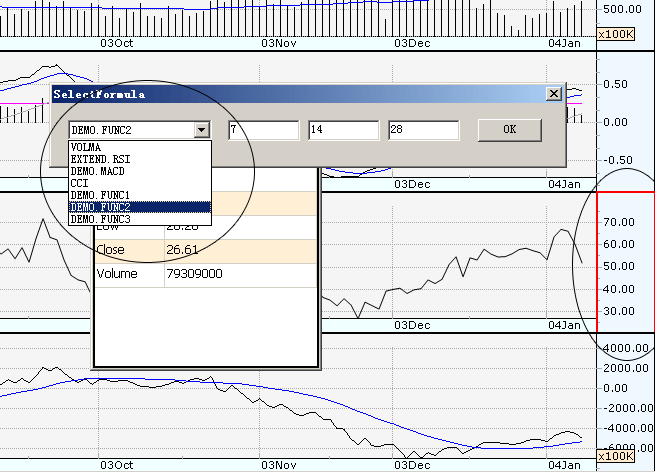 500.00
x100K
03Oct 03Nov 03Dec 04Jan
SelectFormula
0.50
DEMO.FUNC2 7 14 28 OK
0.00
VOLMA
EXTEND.RSI
-0.50
DEMO.MACD
CCI
DEMO.FUNC1
DEMO.FUNC2
DEMO.FUNC3
70.00
Low 26.26
60.00
Close 26.61
50.00
Volume 79309000
40.00
30.00
03Dec 04Jan
4000.00
2000.00
0.00
-2000.00
-4000.00
-6000.00
x100K
03Oct 03Nov 03Dec 04Jan